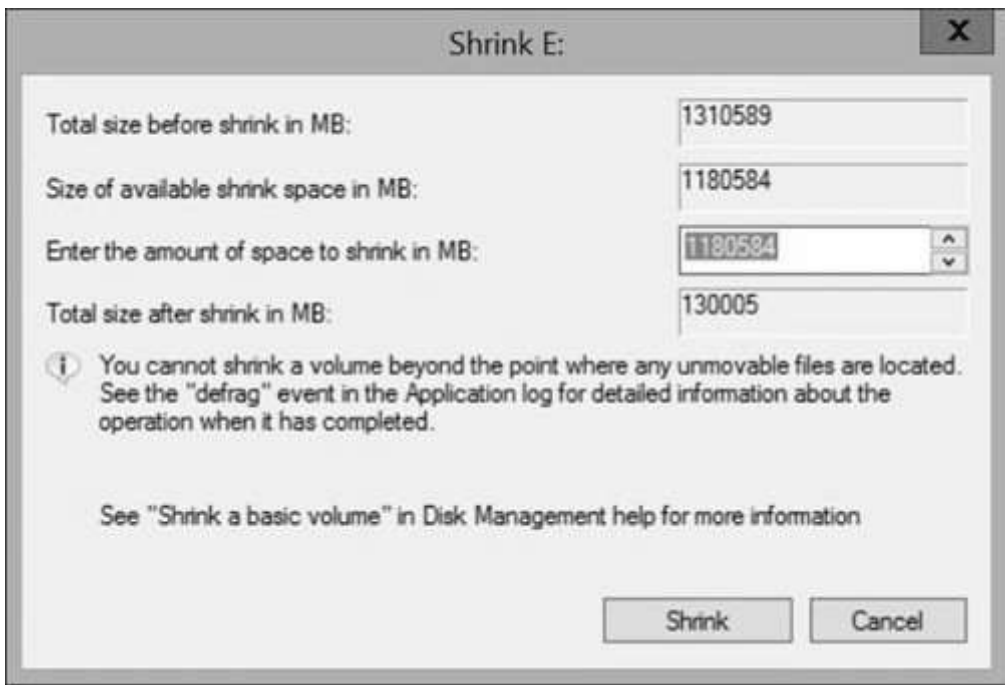 Shrink E:
X
Total size before shrink in MB: 1310589
Size of available shrink space in MB: 1180584
Enter the amount of space to shrink in MB: 1180584
Total size after shrink in MB: 130005
You cannot shrink a volume beyond the point where any unmovable files are located.
See the "defrag" event in the Application log for detailed information about the
operation when it has completed.
See "Shrink a basic volume" in Disk Management help for more information
Shrink Cancel